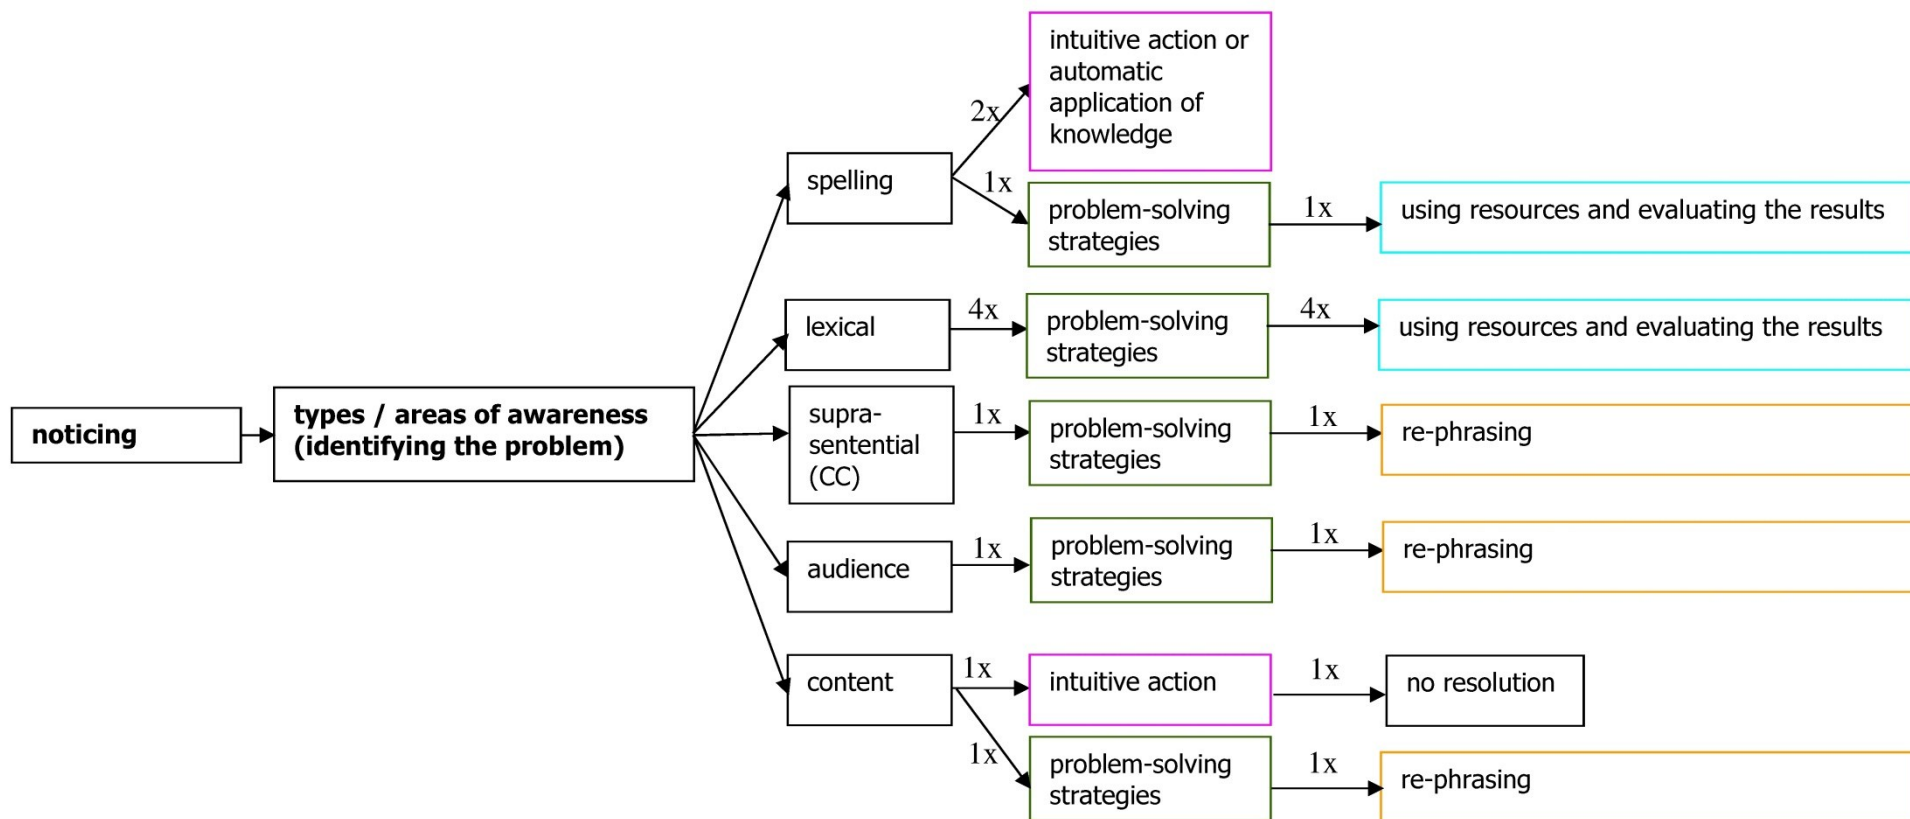 intuitive action or
automatic
application of
knowledge
2x
spelling
1x
problem-solving
strategies
1x
using resources and evaluating the results
lexical
4x
problem-solving
strategies
4x
using resources and evaluating the results
noticing
types / areas of awareness
(identifying the problem)
supra-
sentential
(CC)
1x
problem-solving
strategies
1x
re-phrasing
audience
1x
problem-solving
strategies
1x
re-phrasing
content
1x
intuitive action
1x
no resolution
1x
problem-solving
strategies
1x
re-phrasing